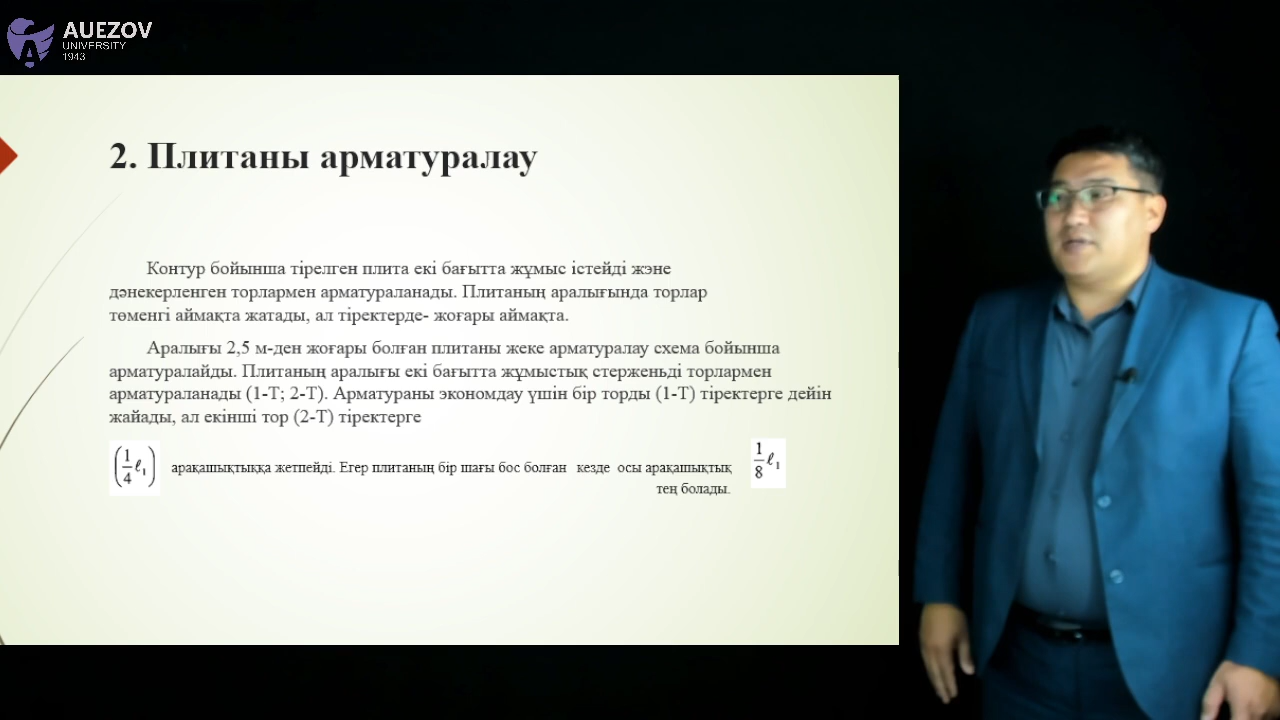 AUEZOV
UNIVERSITY
1943
2. Плитаны арматуралау
Контур бойынша тірелген плита екі бағытта жұмыс істейді жэне
дәнекерленген торлармен арматураланады. Плитаның аралығында торлар
төменгі аймақта жатады, ал тіректерде- жоғары аймақта.
Аралығы 2,5 м-ден жоғары болған плитаны жеке арматуралау схема бойынша
арматуралайды. Плитаның аралығы екі бағытта жұмыстық стерженьді торлармен
арматураланады (1-Т; 2-Т). Арматураны экономдау үшін бір торды (1-Т) тіректерге дейін
жайады, ал екінші тор (2-Т) тіректерге
(1/4 ℓ₁) арақашықтыққа жетпейді. Егер плитаның бір шағы бос болған кезде осы арақашықтық 1/8 ℓ₁
тең болады.